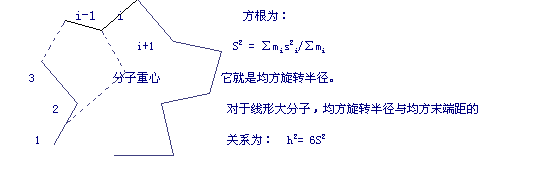 i-1 i
i+1
分子重心
3
2
1
方根为：
S² = ∑mᵢs²ᵢ/∑mᵢ
它就是均方旋转半径。
对于线形大分子，均方旋转半径与均方末端距的
关系为： h²= 6S²